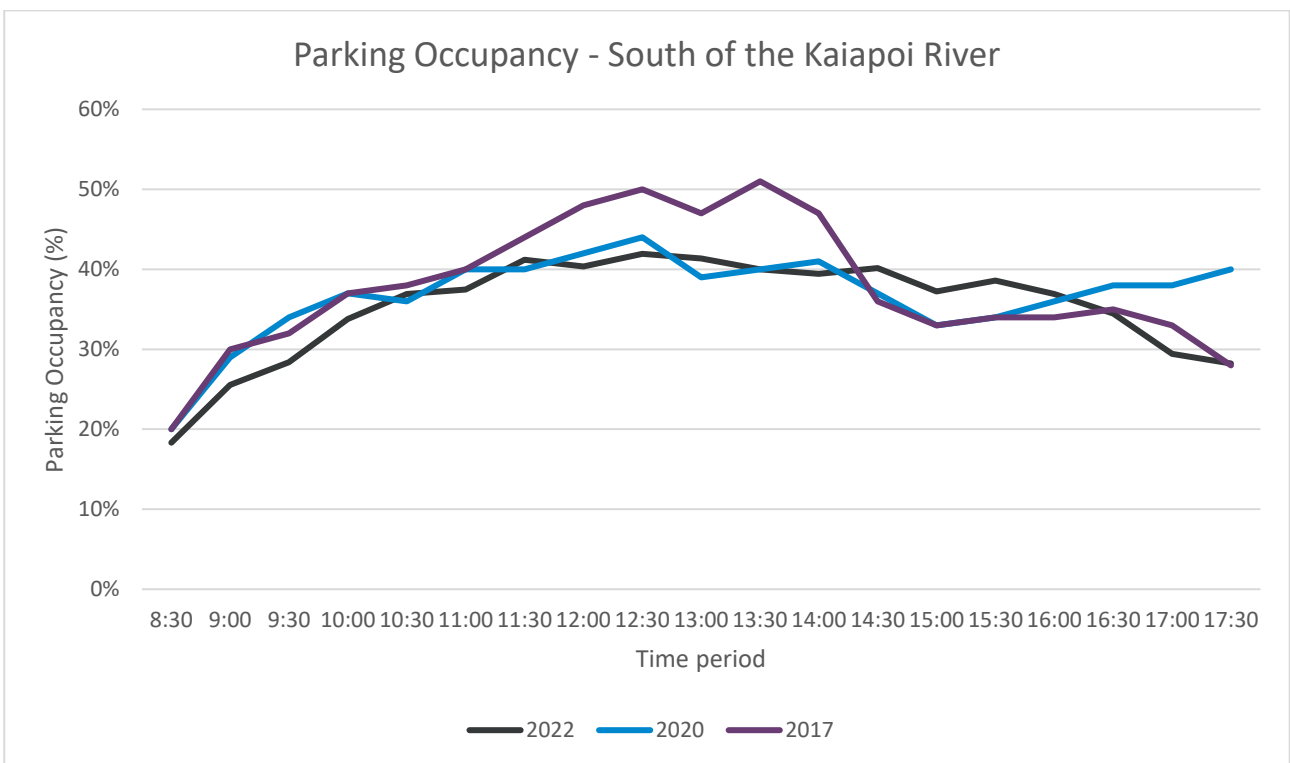 Parking Occupancy - South of the Kaiapoi River
60%
50%
40%
30%
20%
10%
0%
Parking Occupancy (%)
8:30 9:00 9:30 10:00 10:30 11:00 11:30 12:00 12:30 13:00 13:30 14:00 14:30 15:00 15:30 16:00 16:30 17:00 17:30
Time period
2022 2020 2017